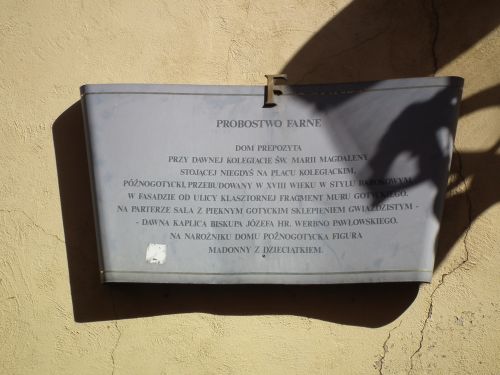 F
PROBOSTWO FARNE
DOM PREPOZYTA
PRZY DAWNEJ KOLEGIACIE ŚW. MARII MAGDALENY
STOJĄCEJ NIEGDYŚ NA PLACU KOLEGIACKIM,
PÓŹNOGOTYCKI, PRZEBUDOWANY W XVIII WIEKU W STYLU BAROKOWYM,
W FASADZIE OD ULICY KLASZTORNEJ FRAGMENT MURU GOTYCKIEGO.
NA PARTERZE SALA Z PIĘKNYM GOTYCKIM SKLEPIENIEM GWIAŹDZISTYM -
- DAWNA KAPLICA BISKUPA JÓZEFA HR. WERBNO PAWŁOWSKIEGO.
NA NAROŻNIKU DOMU PÓŹNOGOTYCKA FIGURA
MADONNY Z DZIECIĄTKIEM.